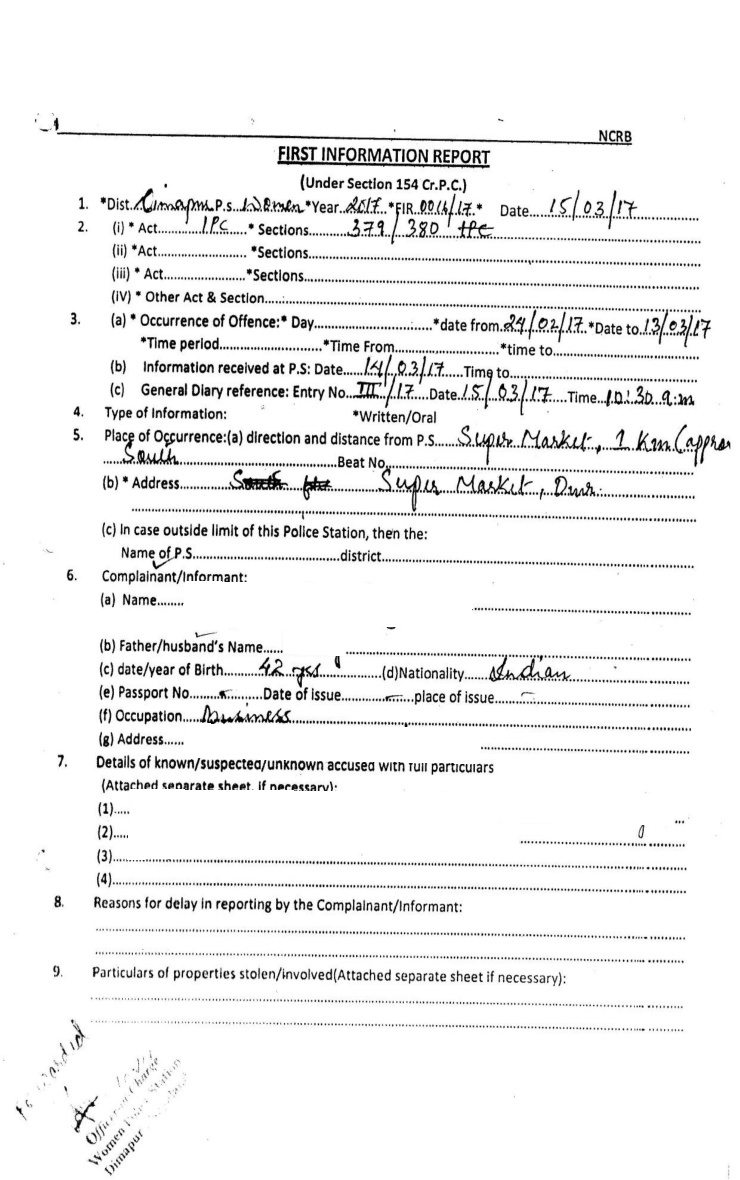 NCRB
FIRST INFORMATION REPORT
(Under Section 154 Cr.P.C.)
1. *Dist. Dimapur P.s. Women *Year 2017 *FIR 0016/17 * Date 15/03/17
2. (i) * Act IPC * Sections 379/380 IPC
(ii) *Act *Sections
(iii) * Act *Sections
(iV) * Other Act & Section
3. (a) * Occurrence of Offence:* Day *date from 24/02/17 *Date to 13/03/17
*Time period *Time From *time to
(b) Information received at P.S: Date 14/03/17 Time to
(c) General Diary reference: Entry No III/17 Date 15/03/17 Time 10:30 a:m
4. Type of Information: *Written/Oral
5. Place of Occurrence:(a) direction and distance from P.S. Super Market, 1 Km (approx
South Beat No
(b) * Address Super Market, Dmr.
(c) In case outside limit of this Police Station, then the:
Name of P.S district
6. Complainant/Informant:
(a) Name
(b) Father/husband's Name
(c) date/year of Birth 42 yrs (d)Nationality Indian
(e) Passport No Date of issue place of issue
(f) Occupation Business
(g) Address
7. Details of known/suspected/unknown accused with full particulars
(Attached separate sheet, if necessary):
(1)
(2)
(3)
(4)
8. Reasons for delay in reporting by the Complainant/Informant:
9. Particulars of properties stolen/involved(Attached separate sheet if necessary):
Forwarded
Officer in Charge
Women Police Station
Dimapur